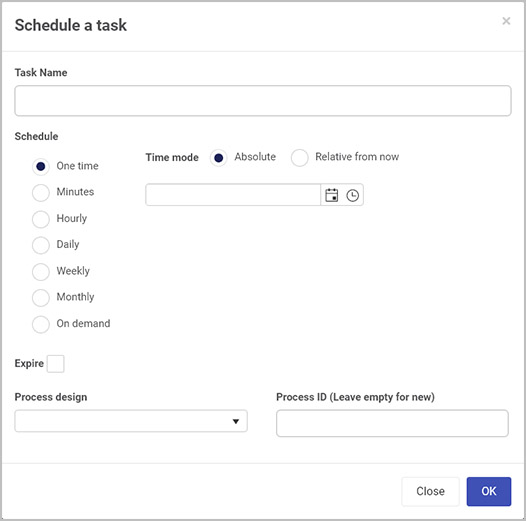 Schedule a task
Task Name
Schedule
One time
Time mode Absolute Relative from now
Minutes
Hourly
Daily
Weekly
Monthly
On demand
Expire
Process design Process ID (Leave empty for new)
Close OK